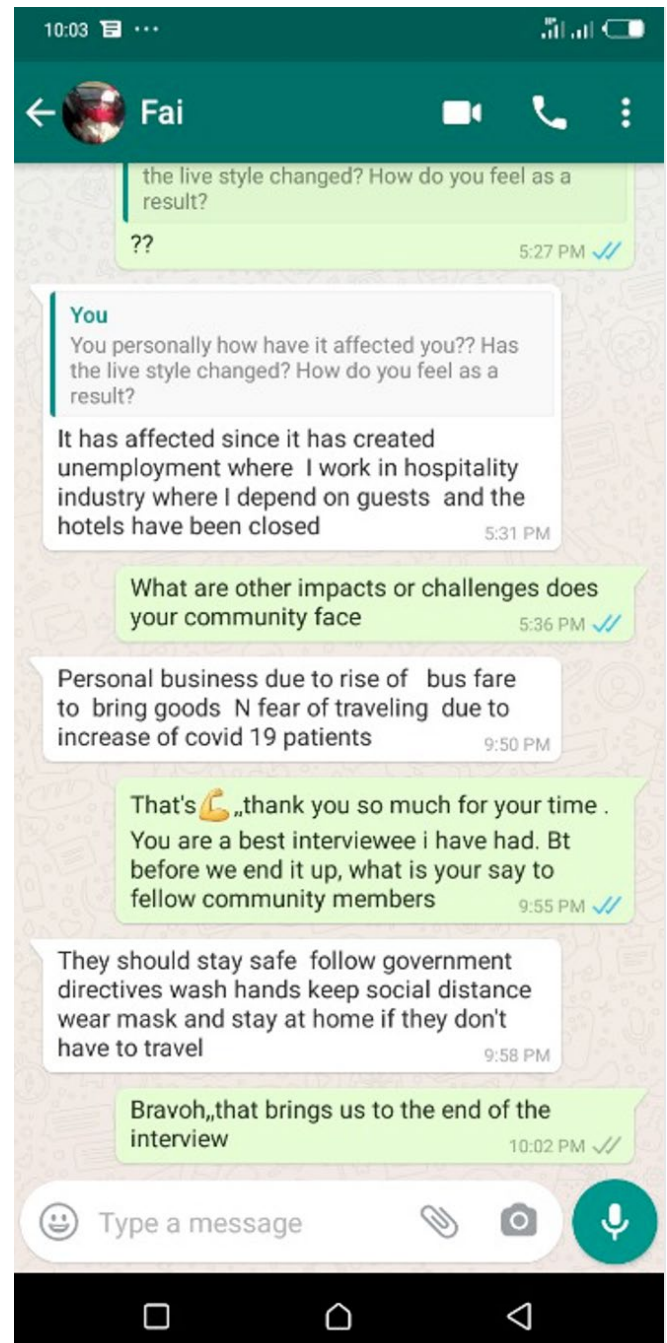 10:03
Fai
the live style changed? How do you feel as a
result?
??
5:27 PM
You
You personally how have it affected you?? Has
the live style changed? How do you feel as a
result?
It has affected since it has created
unemployment where I work in hospitality
industry where I depend on guests and the
hotels have been closed
5:31 PM
What are other impacts or challenges does
your community face
5:36 PM
Personal business due to rise of bus fare
to bring goods N fear of traveling due to
increase of covid 19 patients
9:50 PM
That's💪,,thank you so much for your time .
You are a best interviewee i have had. Bt
before we end it up, what is your say to
fellow community members
9:55 PM
They should stay safe follow government
directives wash hands keep social distance
wear mask and stay at home if they don't
have to travel
9:58 PM
Bravoh,,that brings us to the end of the
interview
10:02 PM
Type a message